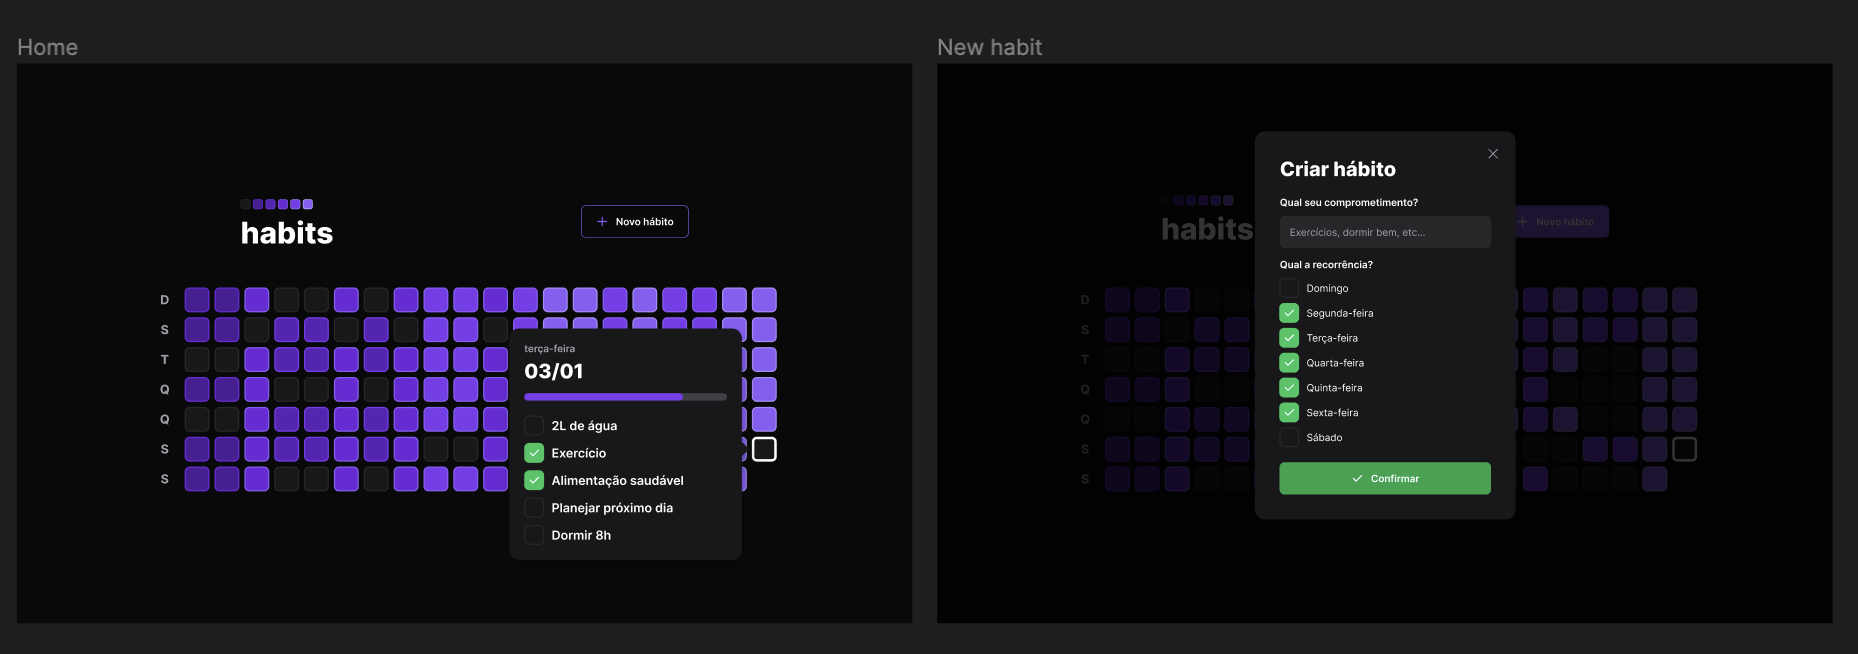 Home
habits
Novo hábito
D
S
T
Q
Q
S
S
terça-feira
03/01
2L de água
Exercício
Alimentação saudável
Planejar próximo dia
Dormir 8h
New habit
habits
Novo hábito
D
S
T
Q
Q
S
S
Criar hábito
Qual seu comprometimento?
Exercícios, dormir bem, etc...
Qual a recorrência?
Domingo
Segunda-feira
Terça-feira
Quarta-feira
Quinta-feira
Sexta-feira
Sábado
Confirmar